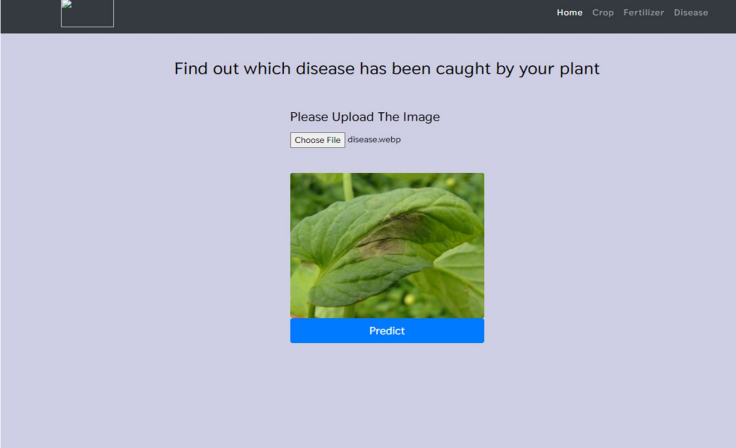 Home Crop Fertilizer Disease
Find out which disease has been caught by your plant
Please Upload The Image
Choose File disease.webp
Predict